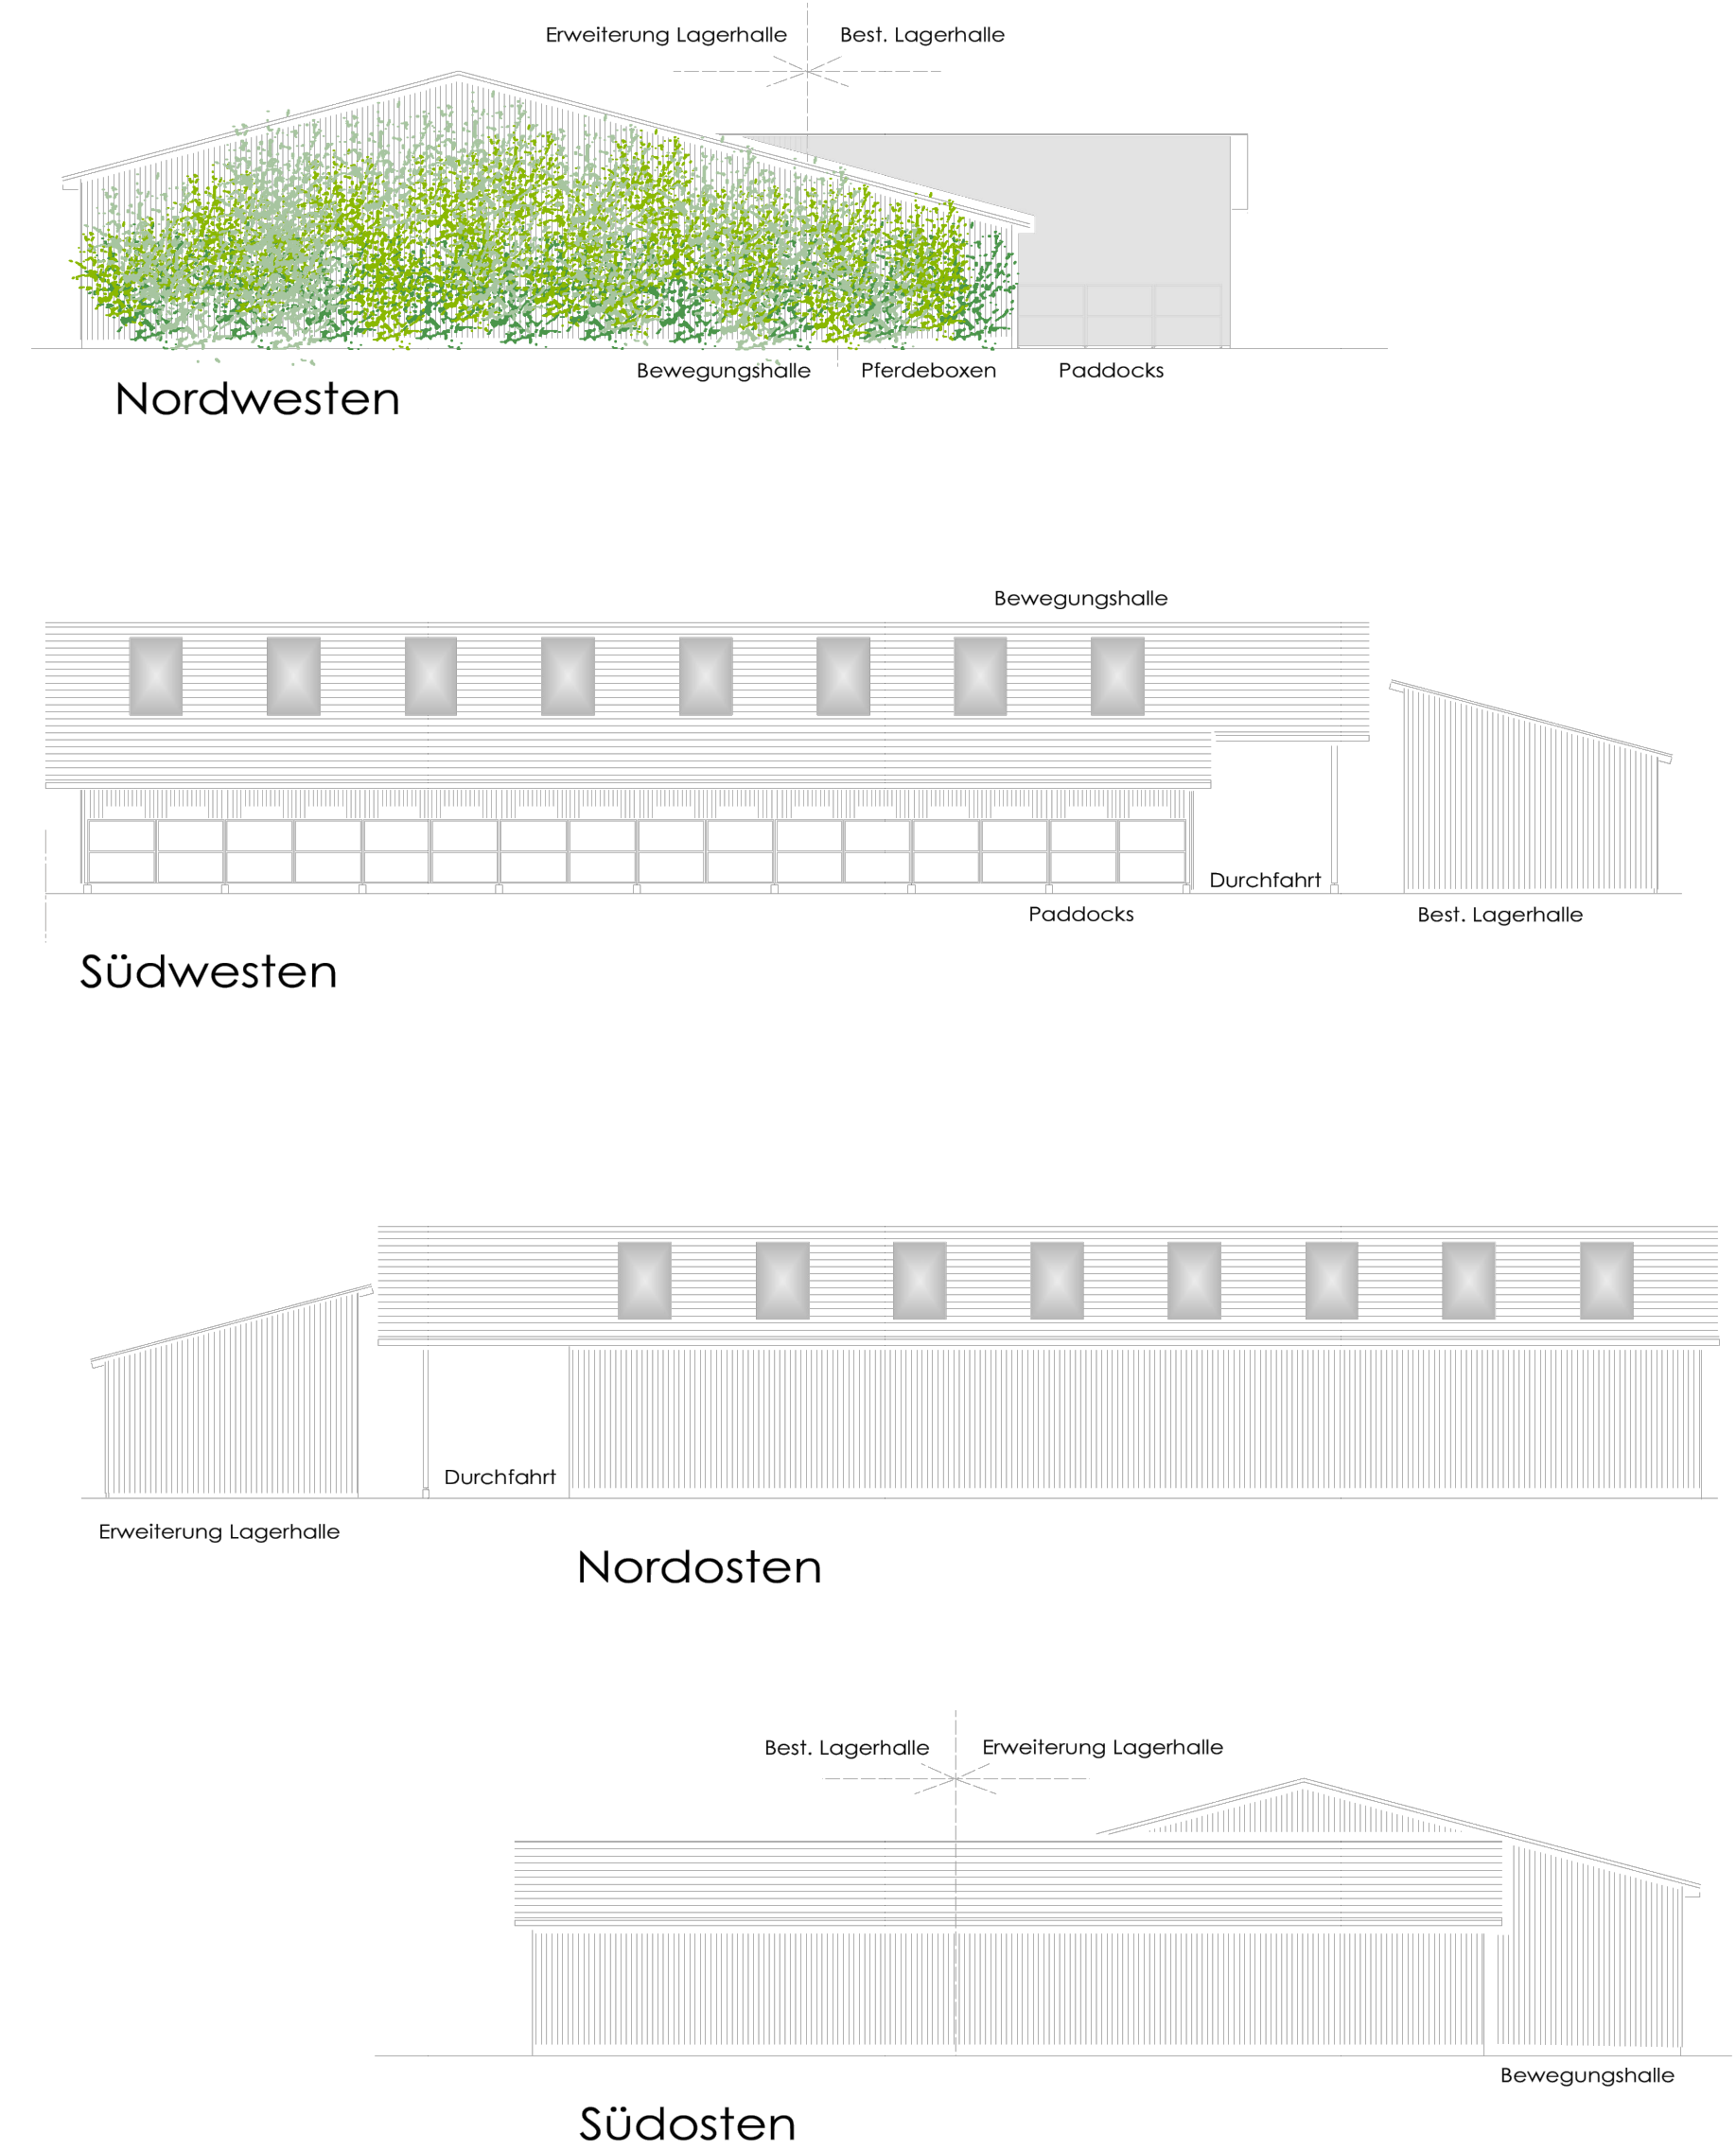 Erweiterung Lagerhalle
Best. Lagerhalle
Bewegungshalle
Pferdeboxen
Paddocks
Nordwesten
Bewegungshalle
Durchfahrt
Paddocks
Best. Lagerhalle
Südwesten
Durchfahrt
Erweiterung Lagerhalle
Nordosten
Best. Lagerhalle
Erweiterung Lagerhalle
Bewegungshalle
Südosten